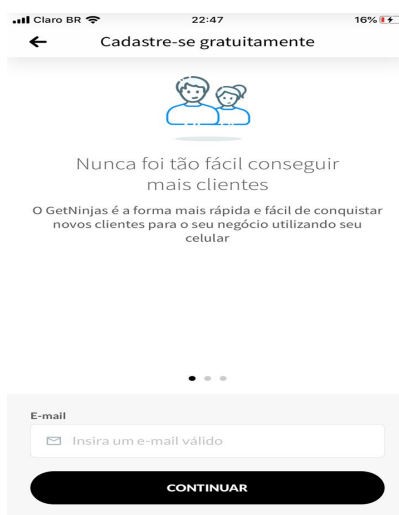 Claro BR 22:47 16%
Cadastre-se gratuitamente
Nunca foi tão fácil conseguir
mais clientes
O GetNinjas é a forma mais rápida e fácil de conquistar
novos clientes para o seu negócio utilizando seu
celular
E-mail
Insira um e-mail válido
CONTINUAR